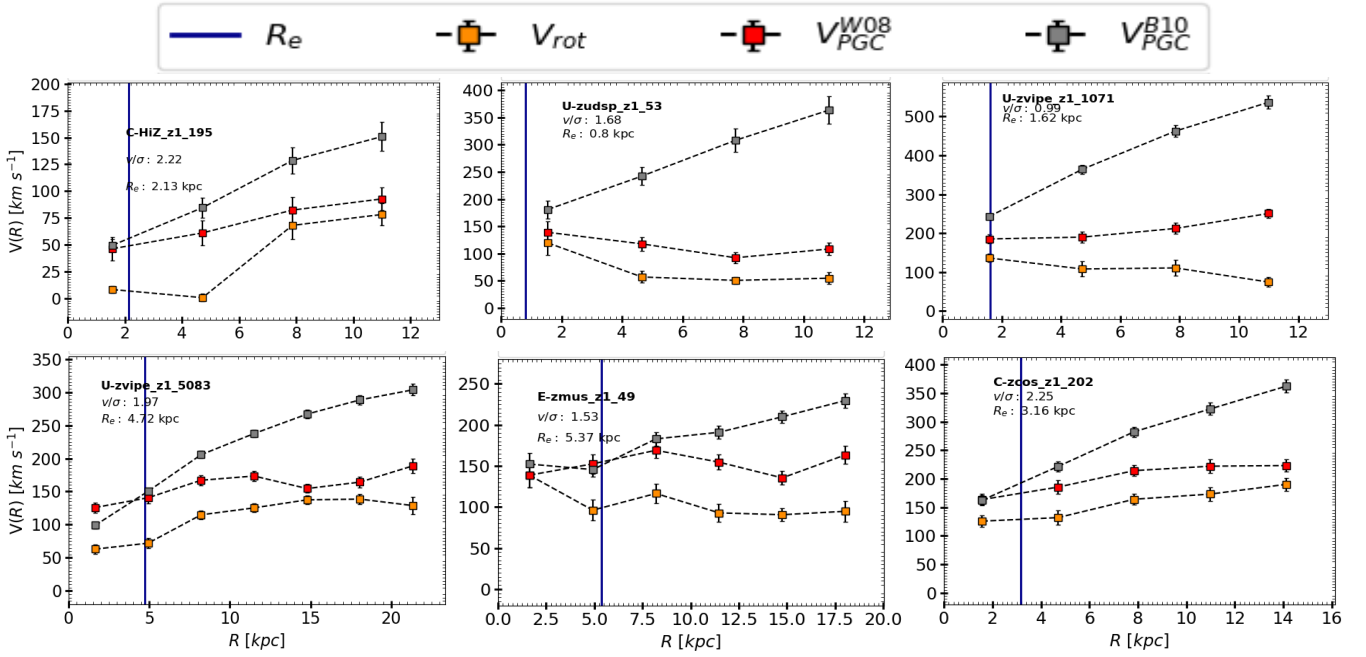 R_e V_rot V_PGC^W08 V_PGC^B10
200
175
150
125
100
75
50
25
0
V(R) [km s⁻¹]
C-HiZ_z1_195
v/σ: 2.22
R_e: 2.13 kpc
0 2 4 6 8 10 12
400
350
300
250
200
150
100
50
0
U-zudsp_z1_53
v/σ: 1.68
R_e: 0.8 kpc
0 2 4 6 8 10 12
500
400
300
200
100
0
U-zvipe_z1_1071
v/σ: 0.99
R_e: 1.62 kpc
0 2 4 6 8 10 12
350
300
250
200
150
100
50
0
V(R) [km s⁻¹]
U-zvipe_z1_5083
v/σ: 1.97
R_e: 4.72 kpc
0 5 10 15 20
R [kpc]
250
200
150
100
50
0
E-zmus_z1_49
v/σ: 1.53
R_e: 5.37 kpc
0.0 2.5 5.0 7.5 10.0 12.5 15.0 17.5 20.0
R [kpc]
400
350
300
250
200
150
100
50
0
C-zcos_z1_202
v/σ: 2.25
R_e: 3.16 kpc
0 2 4 6 8 10 12 14 16
R [kpc]